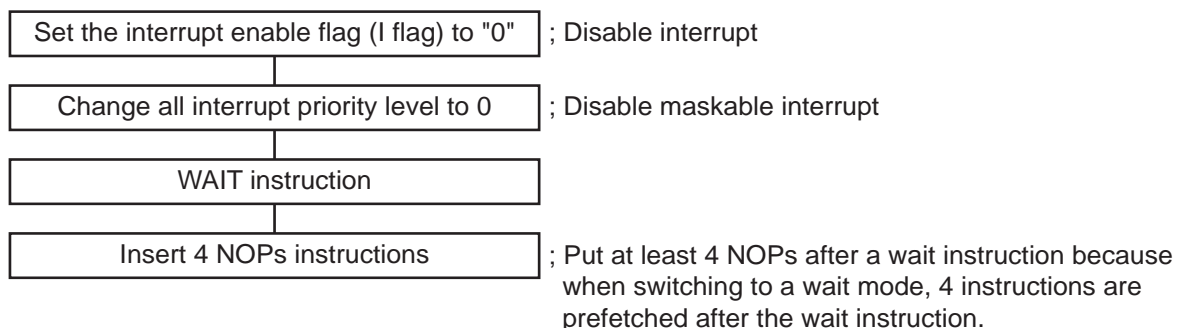 Set the interrupt enable flag (I flag) to "0" ; Disable interrupt
Change all interrupt priority level to 0 ; Disable maskable interrupt
WAIT instruction
Insert 4 NOPs instructions ; Put at least 4 NOPs after a wait instruction because
when switching to a wait mode, 4 instructions are
prefetched after the wait instruction.